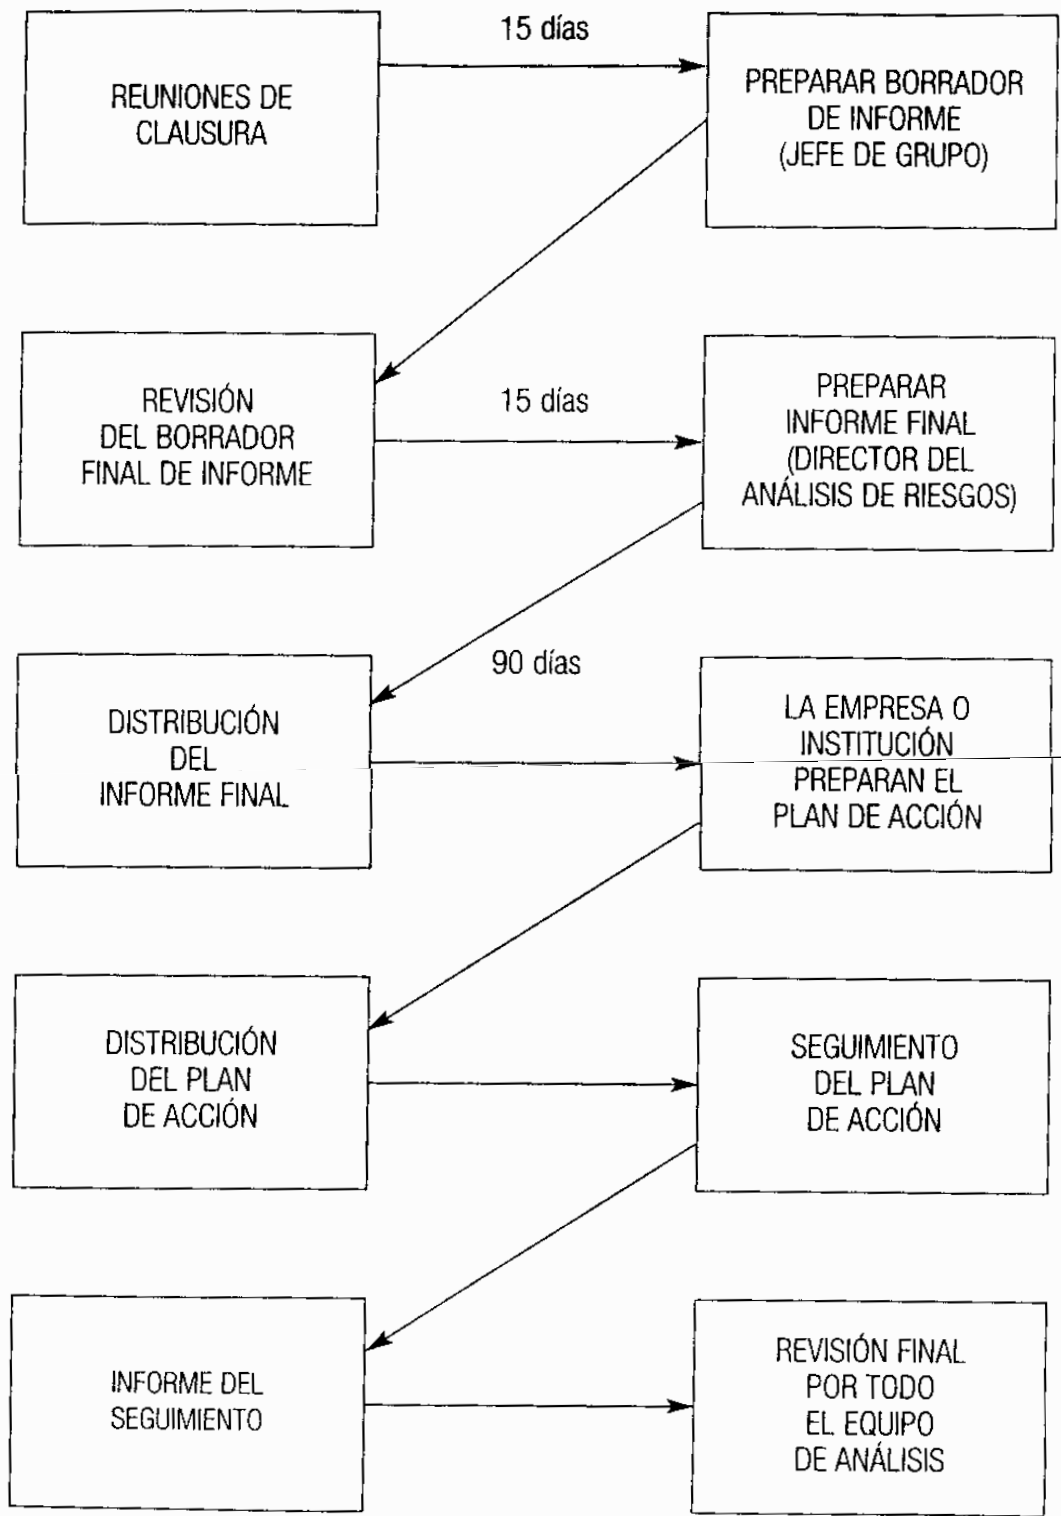 REUNIONES DE
CLAUSURA
15 días
PREPARAR BORRADOR
DE INFORME
(JEFE DE GRUPO)
REVISIÓN
DEL BORRADOR
FINAL DE INFORME
15 días
PREPARAR
INFORME FINAL
(DIRECTOR DEL
ANÁLISIS DE RIESGOS)
DISTRIBUCIÓN
DEL
INFORME FINAL
90 días
LA EMPRESA O
INSTITUCIÓN
PREPARAN EL
PLAN DE ACCIÓN
DISTRIBUCIÓN
DEL PLAN
DE ACCIÓN
SEGUIMIENTO
DEL PLAN
DE ACCIÓN
INFORME DEL
SEGUIMIENTO
REVISIÓN FINAL
POR TODO
EL EQUIPO
DE ANÁLISIS